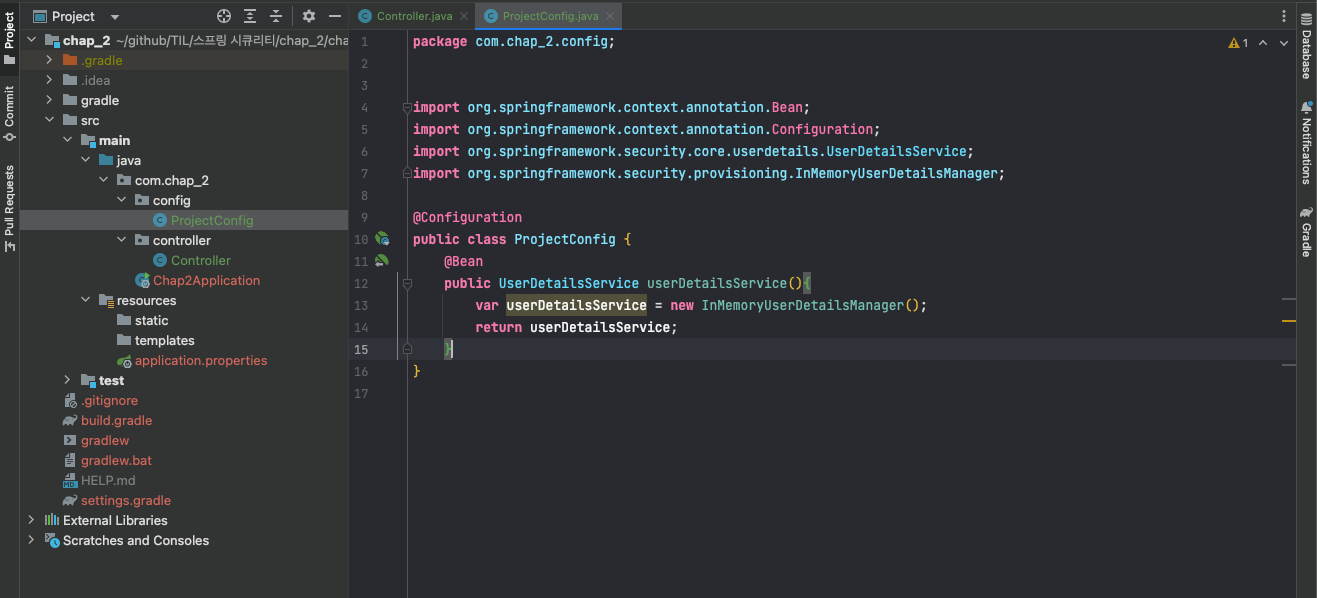 Project
Commit
Pull Requests
Project
chap_2 ~/github/TIL/스프링 시큐리티/chap_2/cha
.gradle
.idea
gradle
src
main
java
com.chap_2
config
ProjectConfig
controller
Controller
Chap2Application
resources
static
templates
application.properties
test
.gitignore
build.gradle
gradlew
gradlew.bat
HELP.md
settings.gradle
External Libraries
Scratches and Consoles
Controller.java ProjectConfig.java
1 package com.chap_2.config;
1
2
3
4 import org.springframework.context.annotation.Bean;
5 import org.springframework.context.annotation.Configuration;
6 import org.springframework.security.core.userdetails.UserDetailsService;
7 import org.springframework.security.provisioning.InMemoryUserDetailsManager;
8
9 @Configuration
10 public class ProjectConfig {
11 @Bean
12 public UserDetailsService userDetailsService(){
13 var userDetailsService = new InMemoryUserDetailsManager();
14 return userDetailsService;
15 }
16 }
17
Database
Notifications
Gradle